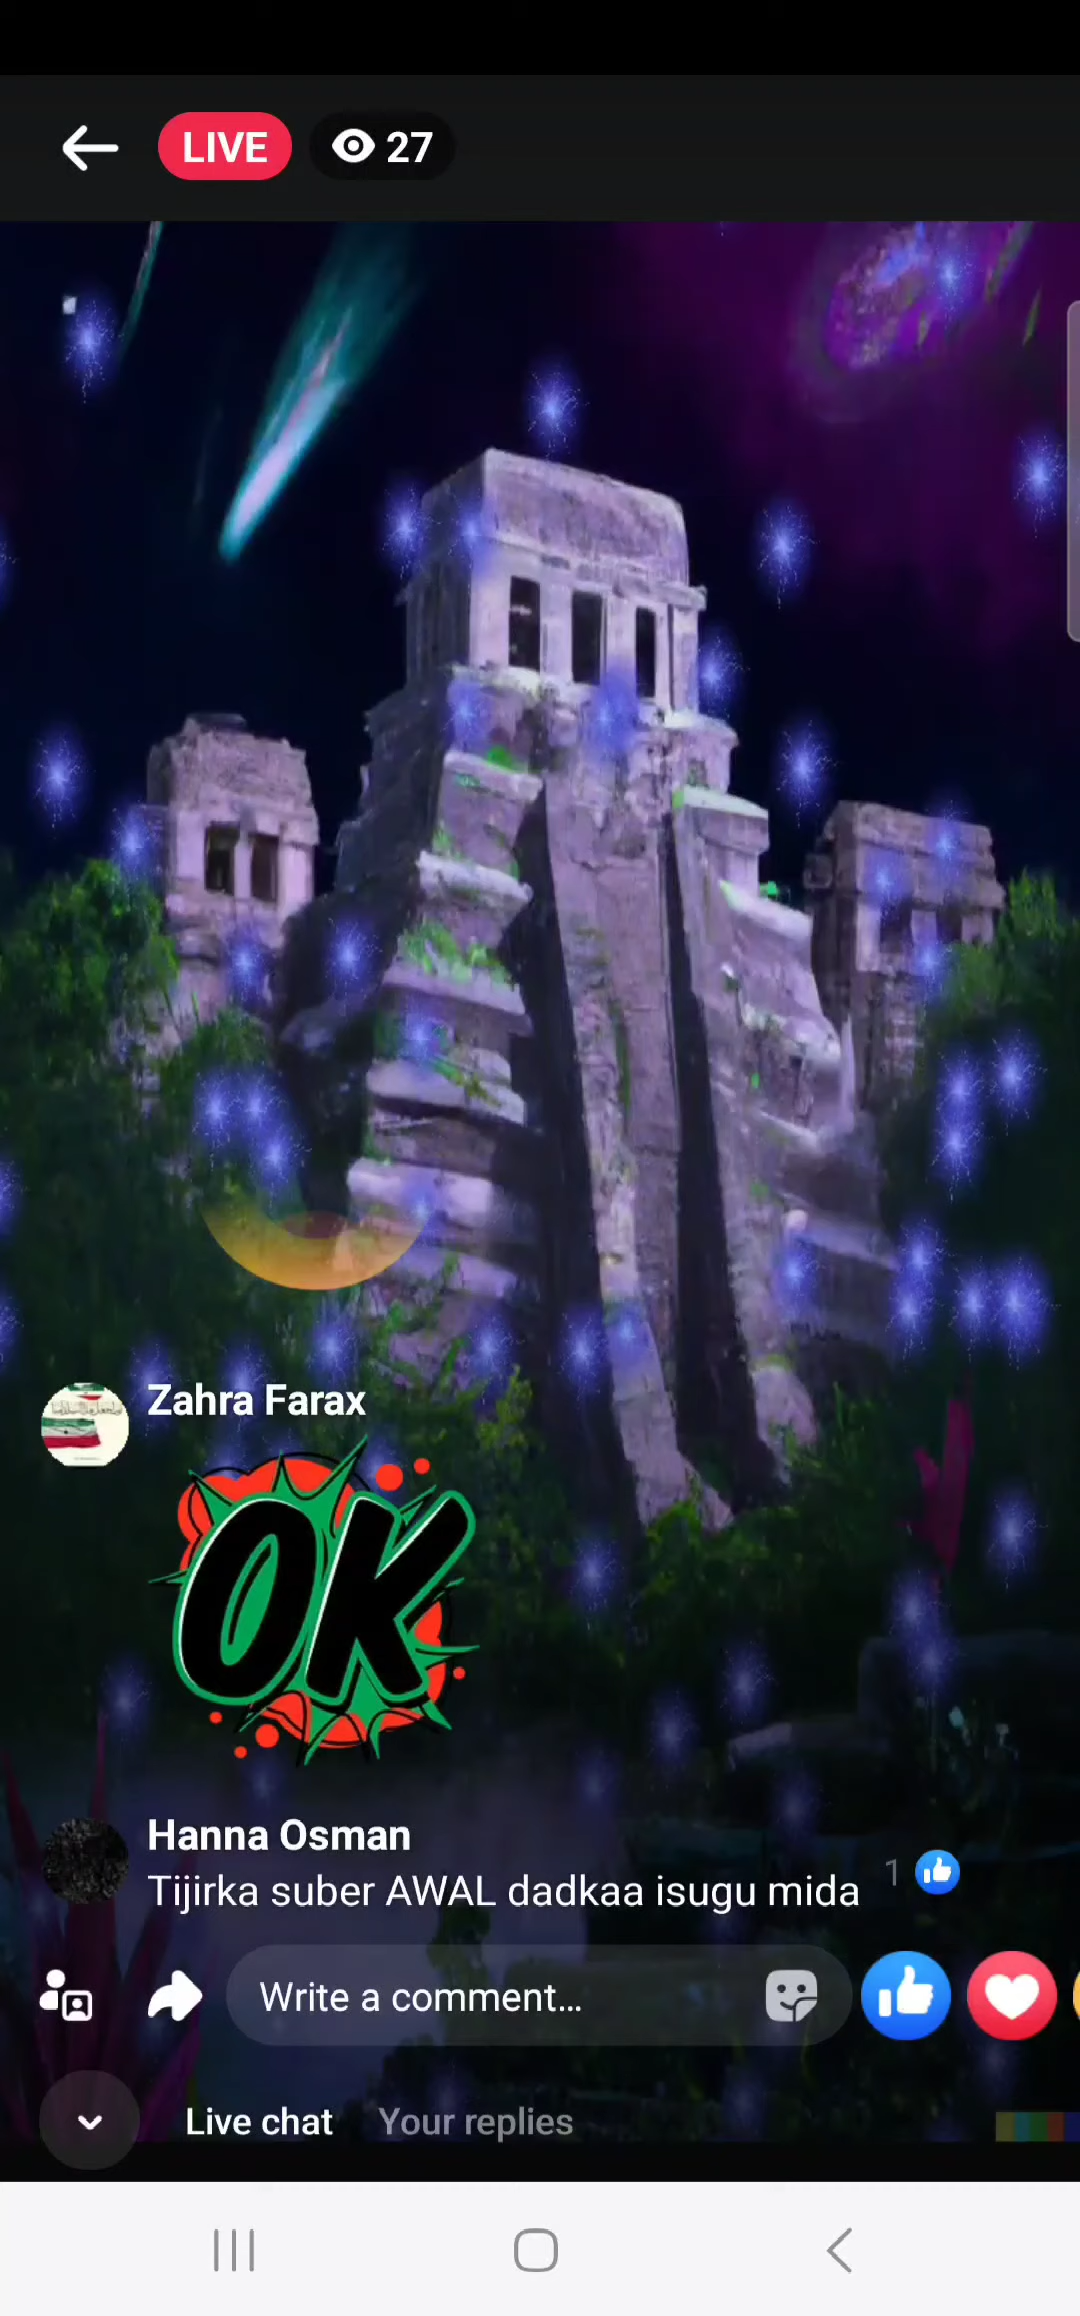 LIVE 27
Zahra Farax
OK
Hanna Osman
Tijirka suber AWAL dadkaa isugu mida
1
Write a comment...
Live chat Your replies